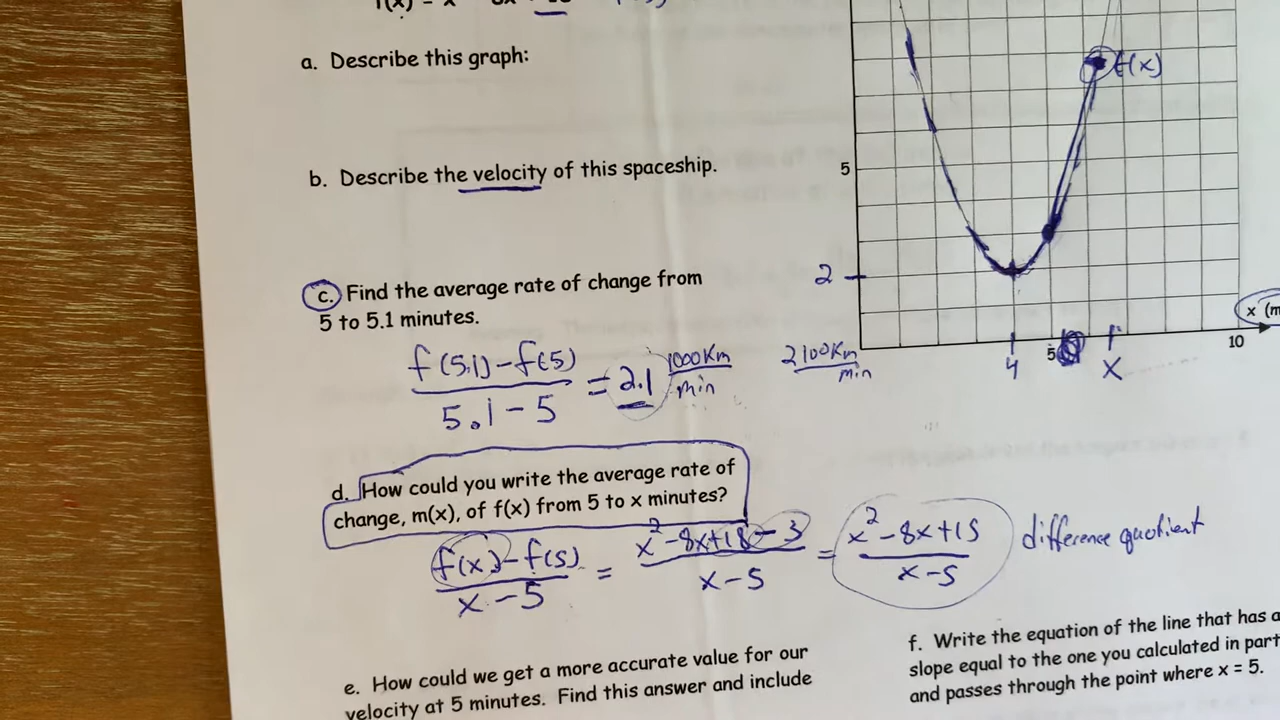 a. Describe this graph:
b. Describe the velocity of this spaceship.
c. Find the average rate of change from
5 to 5.1 minutes.
f(5.1)-f(5)
5.1-5
= 2.1
1000Km
min
2100Km
min
d. How could you write the average rate of
change, m(x), of f(x) from 5 to x minutes?
f(x)-f(5)
x-5
=
x²-8x+18-3
x-5
=
x²-8x+15
x-5
difference quotient
e. How could we get a more accurate value for our
velocity at 5 minutes. Find this answer and include
f. Write the equation of the line that has a
slope equal to the one you calculated in part
and passes through the point where x = 5.
f(x)
5
2
4
5
x
10
x (m